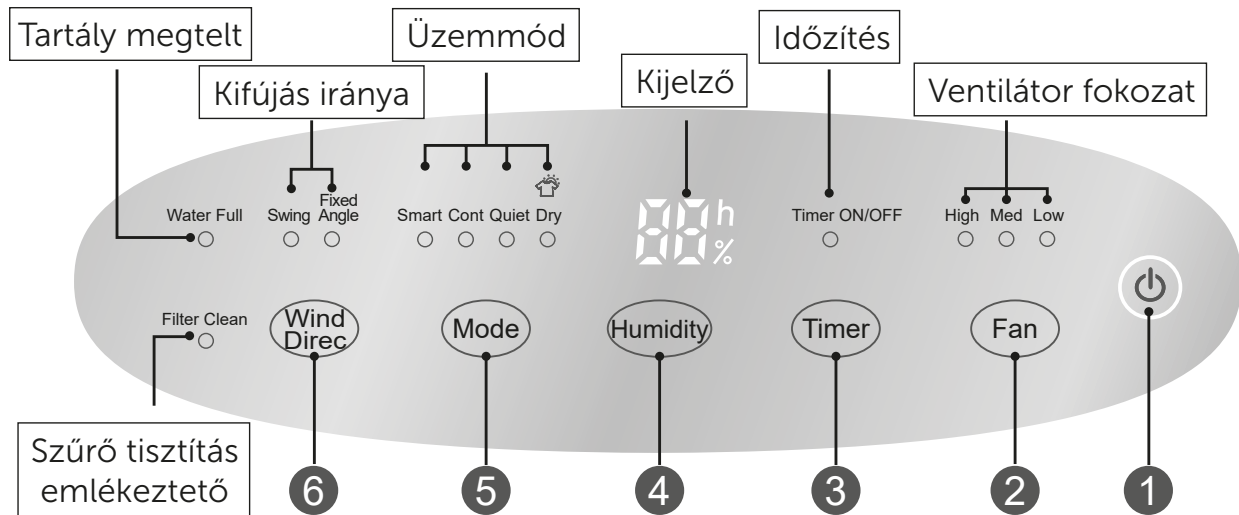 Tartály megtelt
Üzemmód
Időzítés
Kifújás iránya
Kijelző
Ventilátor fokozat
Water Full
Swing
Fixed
Angle
Smart Cont Quiet Dry
88 h
%
Timer ON/OFF
High Med Low
Filter Clean
Wind
Direc
Mode
Humidity
Timer
Fan
Szűrő tisztítás
emlékeztető
6
5
4
3
2
1